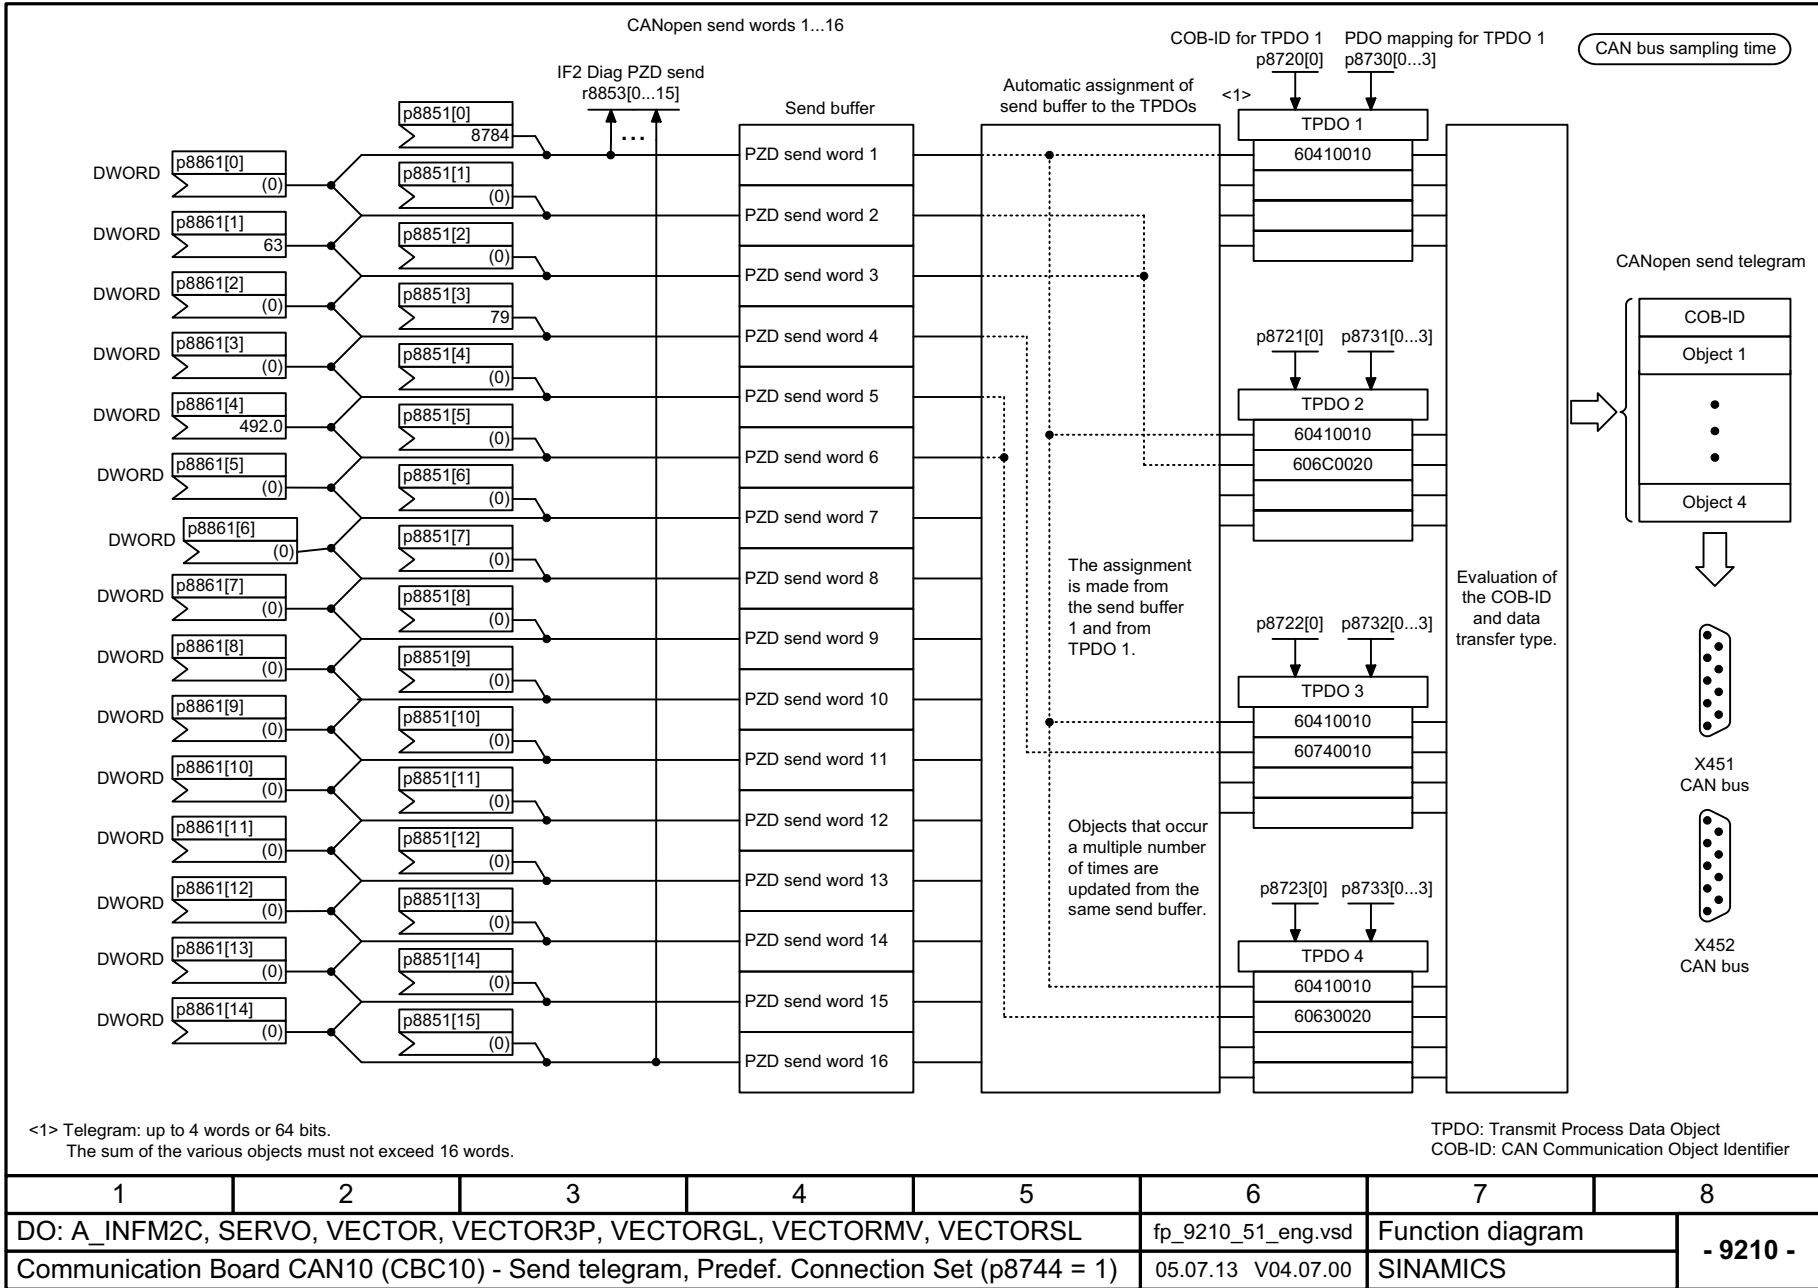 CANopen send words 1...16
COB-ID for TPDO 1
p8720[0]
PDO mapping for TPDO 1
p8730[0...3]
CAN bus sampling time
IF2 Diag PZD send
r8853[0...15]
...
Automatic assignment of
send buffer to the TPDOs
<1>
Send buffer
DWORD
p8861[0]
(0)
DWORD
p8861[1]
63
DWORD
p8861[2]
(0)
DWORD
p8861[3]
(0)
DWORD
p8861[4]
492.0
DWORD
p8861[5]
(0)
DWORD
p8861[6]
(0)
DWORD
p8861[7]
(0)
DWORD
p8861[8]
(0)
DWORD
p8861[9]
(0)
DWORD
p8861[10]
(0)
DWORD
p8861[11]
(0)
DWORD
p8861[12]
(0)
DWORD
p8861[13]
(0)
DWORD
p8861[14]
(0)
p8851[0]
8784
p8851[1]
(0)
p8851[2]
(0)
p8851[3]
79
p8851[4]
(0)
p8851[5]
(0)
p8851[6]
(0)
p8851[7]
(0)
p8851[8]
(0)
p8851[9]
(0)
p8851[10]
(0)
p8851[11]
(0)
p8851[12]
(0)
p8851[13]
(0)
p8851[14]
(0)
p8851[15]
(0)
PZD send word 1
PZD send word 2
PZD send word 3
PZD send word 4
PZD send word 5
PZD send word 6
PZD send word 7
PZD send word 8
PZD send word 9
PZD send word 10
PZD send word 11
PZD send word 12
PZD send word 13
PZD send word 14
PZD send word 15
PZD send word 16
The assignment
is made from
the send buffer
1 and from
TPDO 1.
Objects that occur
a multiple number
of times are
updated from the
same send buffer.
TPDO 1
60410010
p8721[0]
p8731[0...3]
TPDO 2
60410010
606C0020
p8722[0]
p8732[0...3]
TPDO 3
60410010
60740010
p8723[0]
p8733[0...3]
TPDO 4
60410010
60630020
Evaluation of
the COB-ID
and data
transfer type.
CANopen send telegram
COB-ID
Object 1
Object 4
X451
CAN bus
X452
CAN bus
<1> Telegram: up to 4 words or 64 bits.
The sum of the various objects must not exceed 16 words.
TPDO: Transmit Process Data Object
COB-ID: CAN Communication Object Identifier
1 2 3 4 5 6 7 8
DO: A_INFM2C, SERVO, VECTOR, VECTOR3P, VECTORGL, VECTORMV, VECTORSL
fp_9210_51_eng.vsd
Function diagram
- 9210 -
Communication Board CAN10 (CBC10) - Send telegram, Predef. Connection Set (p8744 = 1)
05.07.13 V04.07.00
SINAMICS